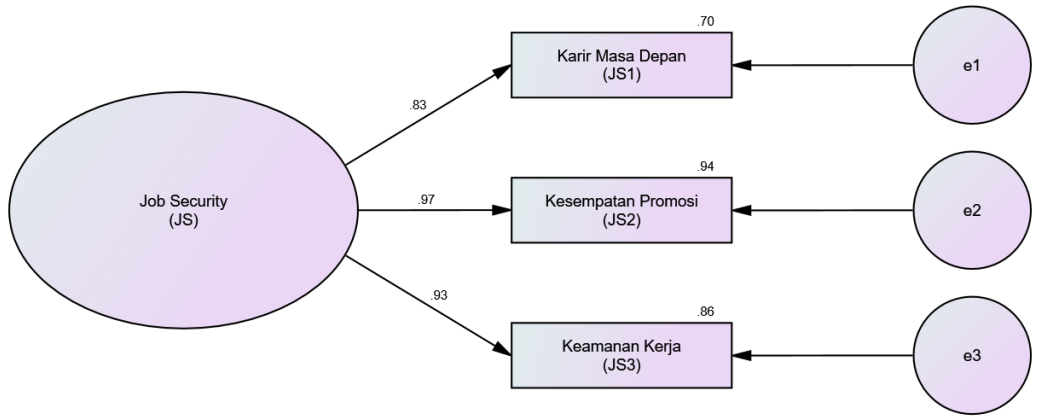 Job Security
(JS)
.83
.97
.93
.70
Karir Masa Depan
(JS1)
.94
Kesempatan Promosi
(JS2)
.86
Keamanan Kerja
(JS3)
e1
e2
e3